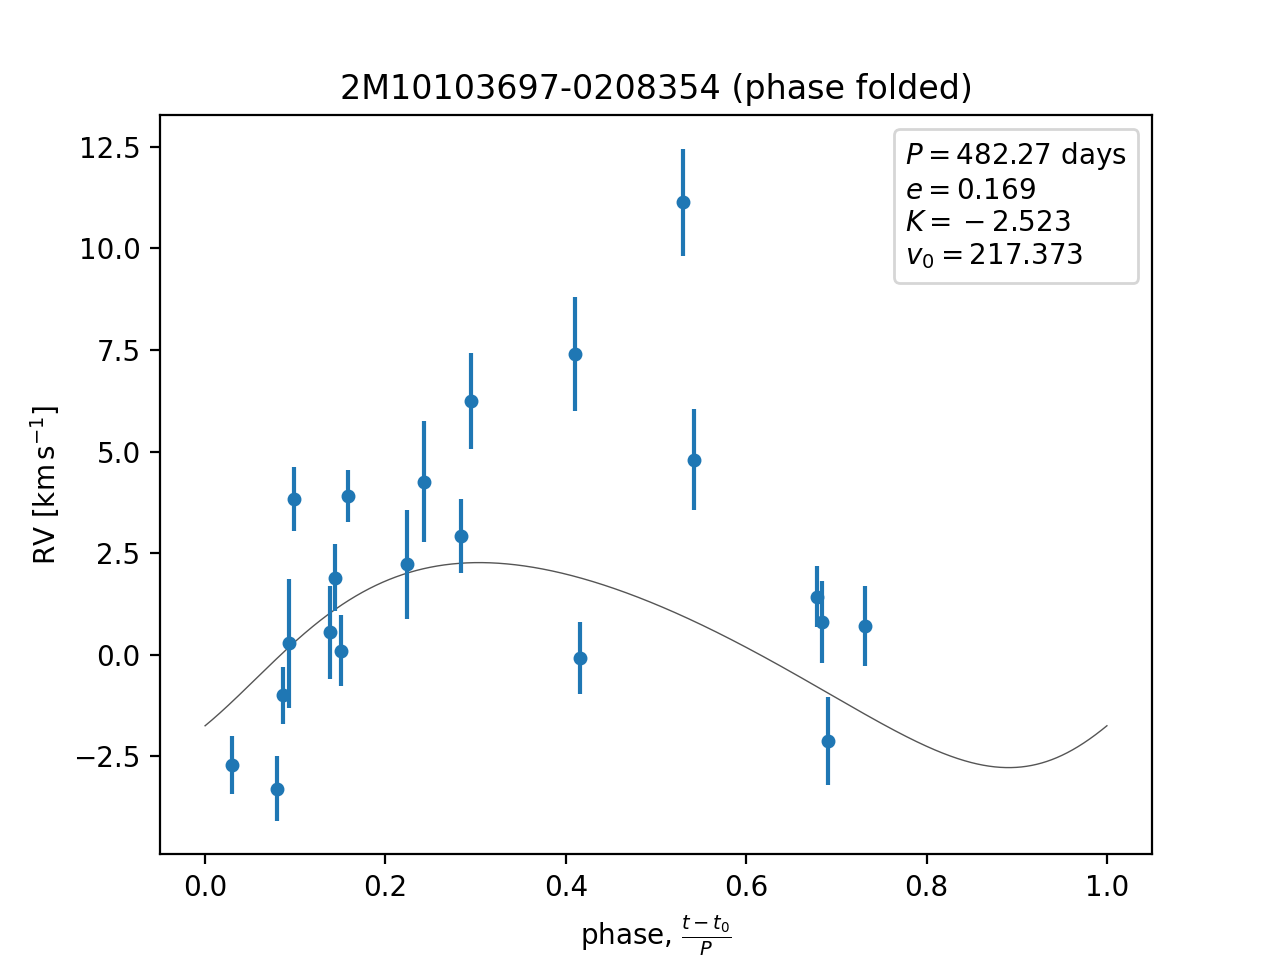 2M10103697-0208354 (phase folded)
P = 482.27 days
e = 0.169
K = −2.523
v₀ = 217.373
12.5
10.0
7.5
5.0
2.5
0.0
−2.5
RV [km s⁻¹]
0.0 0.2 0.4 0.6 0.8 1.0
phase, (t − t₀)/P